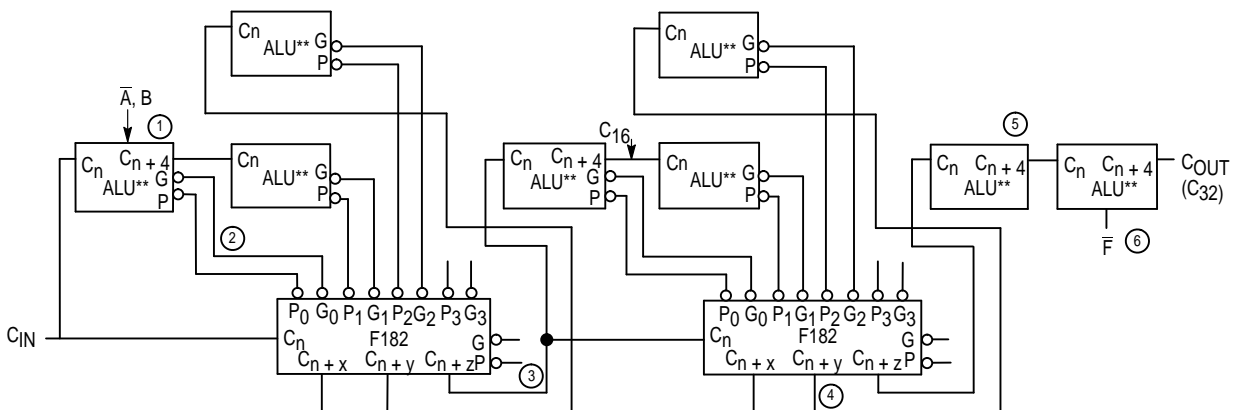 Cn
G
ALU**
P
Cn
G
ALU**
P
A̅, B
1
C16
5
Cn
Cn + 4
G
ALU**
P
Cn
G
ALU**
P
Cn
Cn + 4
G
ALU**
P
Cn
G
ALU**
P
Cn
Cn + 4
ALU**
Cn
Cn + 4
ALU**
COUT
(C32)
2
F̅
6
P0 G0 P1 G1 P2 G2 P3 G3
F182
Cn
G
Cn + x Cn + y Cn + z P
CIN
3
P0 G0 P1 G1 P2 G2 P3 G3
F182
Cn
G
Cn + x Cn + y Cn + z P
4